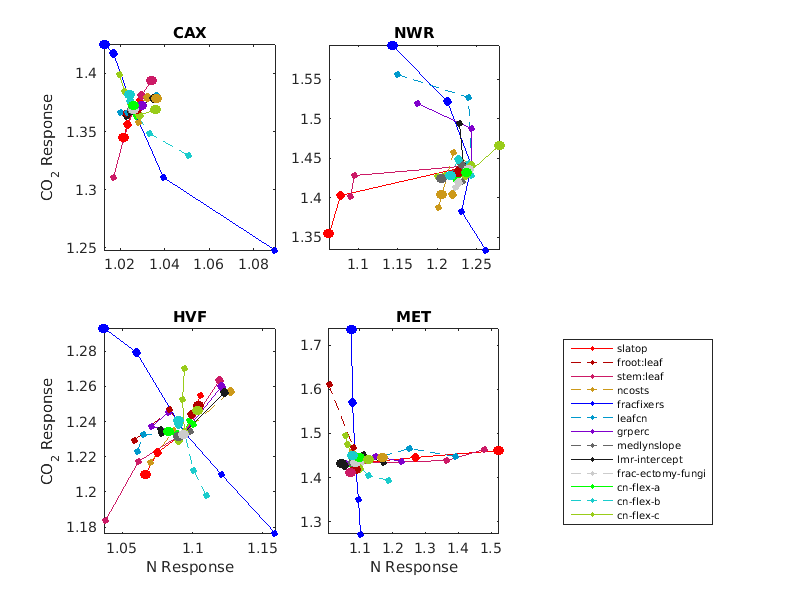 CAX
NWR
1.4
1.35
1.3
1.25
1.02 1.04 1.06 1.08
CO2 Response
1.55
1.5
1.45
1.4
1.35
1.1 1.15 1.2 1.25
HVF
MET
1.28
1.26
1.24
1.22
1.2
1.18
1.05 1.1 1.15
CO2 Response
N Response
1.7
1.6
1.5
1.4
1.3
1.1 1.2 1.3 1.4 1.5
N Response
slatop
froot:leaf
stem:leaf
ncosts
fracfixers
leafcn
grperc
medlynslope
lmr-intercept
frac-ectomy-fungi
cn-flex-a
cn-flex-b
cn-flex-c